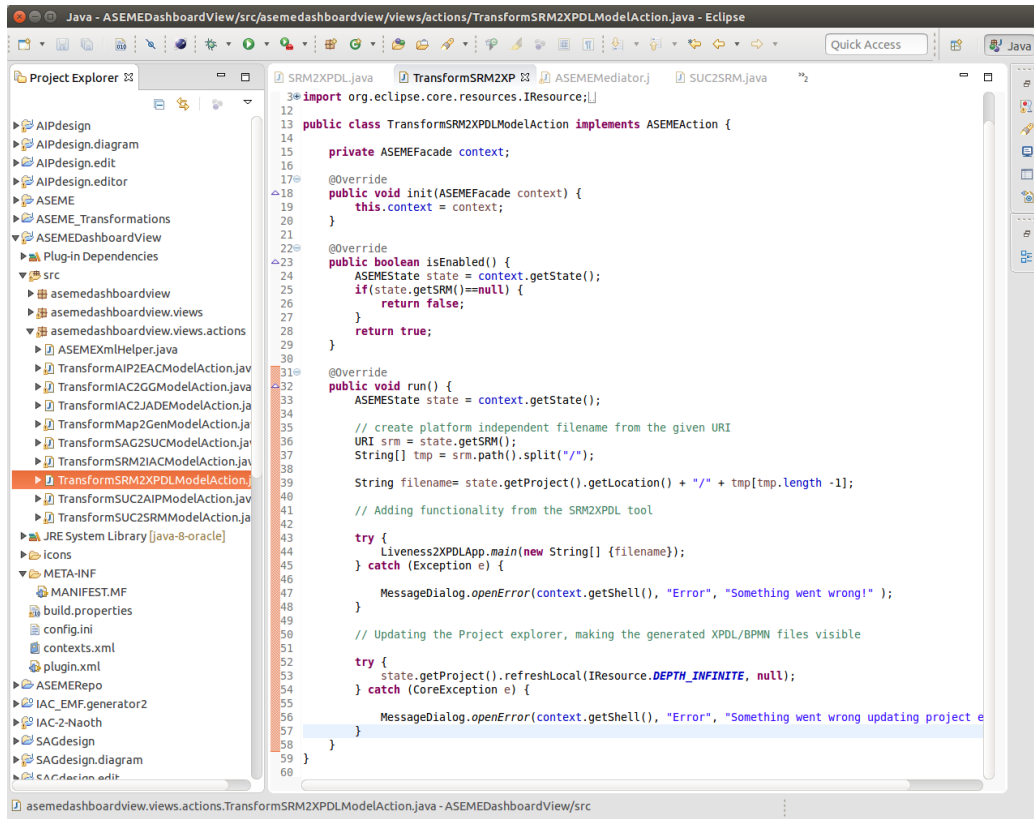 Java - ASEMEDashboardView/src/asemedashboardview/views/actions/TransformSRM2XPDLModelAction.java - Eclipse
Quick Access
Java
Project Explorer
AIPdesign
AIPdesign.diagram
AIPdesign.edit
AIPdesign.editor
ASEME
ASEME_Transformations
ASEMEDashboardView
Plug-in Dependencies
src
asemedashboardview
asemedashboardview.views
asemedashboardview.views.actions
ASEMEXmlHelper.java
TransformAIP2EACModelAction.jav
TransformIAC2GGModelAction.java
TransformIAC2JADEModelAction.ja
TransformMap2GenModelAction.ja
TransformSAG2SUCModelAction.jav
TransformSRM2IACModelAction.jav
TransformSRM2XPDLModelAction.j
TransformSUC2AIPModelAction.jav
TransformSUC2SRMModelAction.ja
JRE System Library [java-8-oracle]
icons
META-INF
MANIFEST.MF
build.properties
config.ini
contexts.xml
plugin.xml
ASEMERepo
IAC_EMF.generator2
IAC-2-Naoth
SAGdesign
SAGdesign.diagram
SAGdesign.edit
SRM2XPDL.java TransformSRM2XP ASEMEMediator.j SUC2SRM.java »2
3 import org.eclipse.core.resources.IResource;
12
13 public class TransformSRM2XPDLModelAction implements ASEMEAction {
14
15 private ASEMEFacade context;
16
17 @Override
18 public void init(ASEMEFacade context) {
19 this.context = context;
20 }
21
22 @Override
23 public boolean isEnabled() {
24 ASEMEState state = context.getState();
25 if(state.getSRM()==null) {
26 return false;
27 }
28 return true;
29 }
30
31 @Override
32 public void run() {
33 ASEMEState state = context.getState();
34
35 // create platform independent filename from the given URI
36 URI srm = state.getSRM();
37 String[] tmp = srm.path().split("/");
38
39 String filename= state.getProject().getLocation() + "/" + tmp[tmp.length -1];
40
41 // Adding functionality from the SRM2XPDL tool
42
43 try {
44 Liveness2XPDLApp.main(new String[] {filename});
45 } catch (Exception e) {
46
47 MessageDialog.openError(context.getShell(), "Error", "Something went wrong!" );
48 }
49
50 // Updating the Project explorer, making the generated XPDL/BPMN files visible
51
52 try {
53 state.getProject().refreshLocal(IResource.DEPTH_INFINITE, null);
54 } catch (CoreException e) {
55
56 MessageDialog.openError(context.getShell(), "Error", "Something went wrong updating project e
57 }
58 }
59 }
60
asemedashboardview.views.actions.TransformSRM2XPDLModelAction.java - ASEMEDashboardView/src